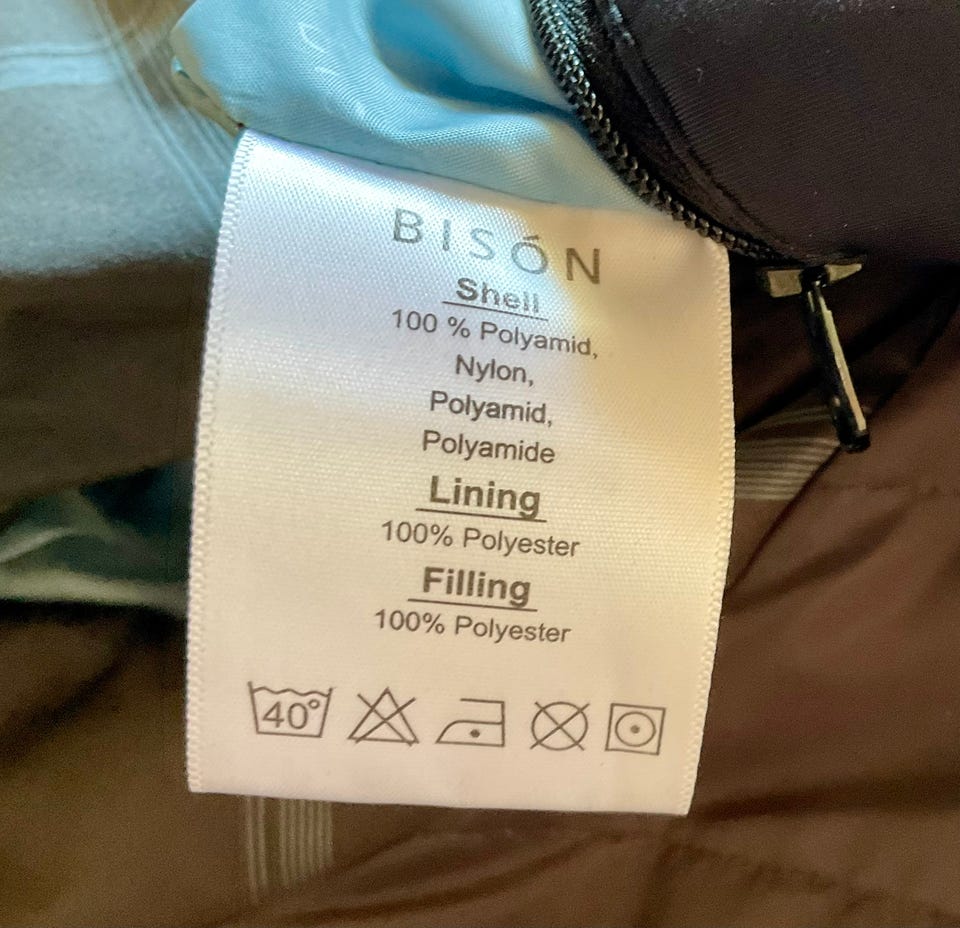 BISÓN
Shell
100 % Polyamid,
Nylon,
Polyamid,
Polyamide
Lining
100% Polyester
Filling
100% Polyester
40°